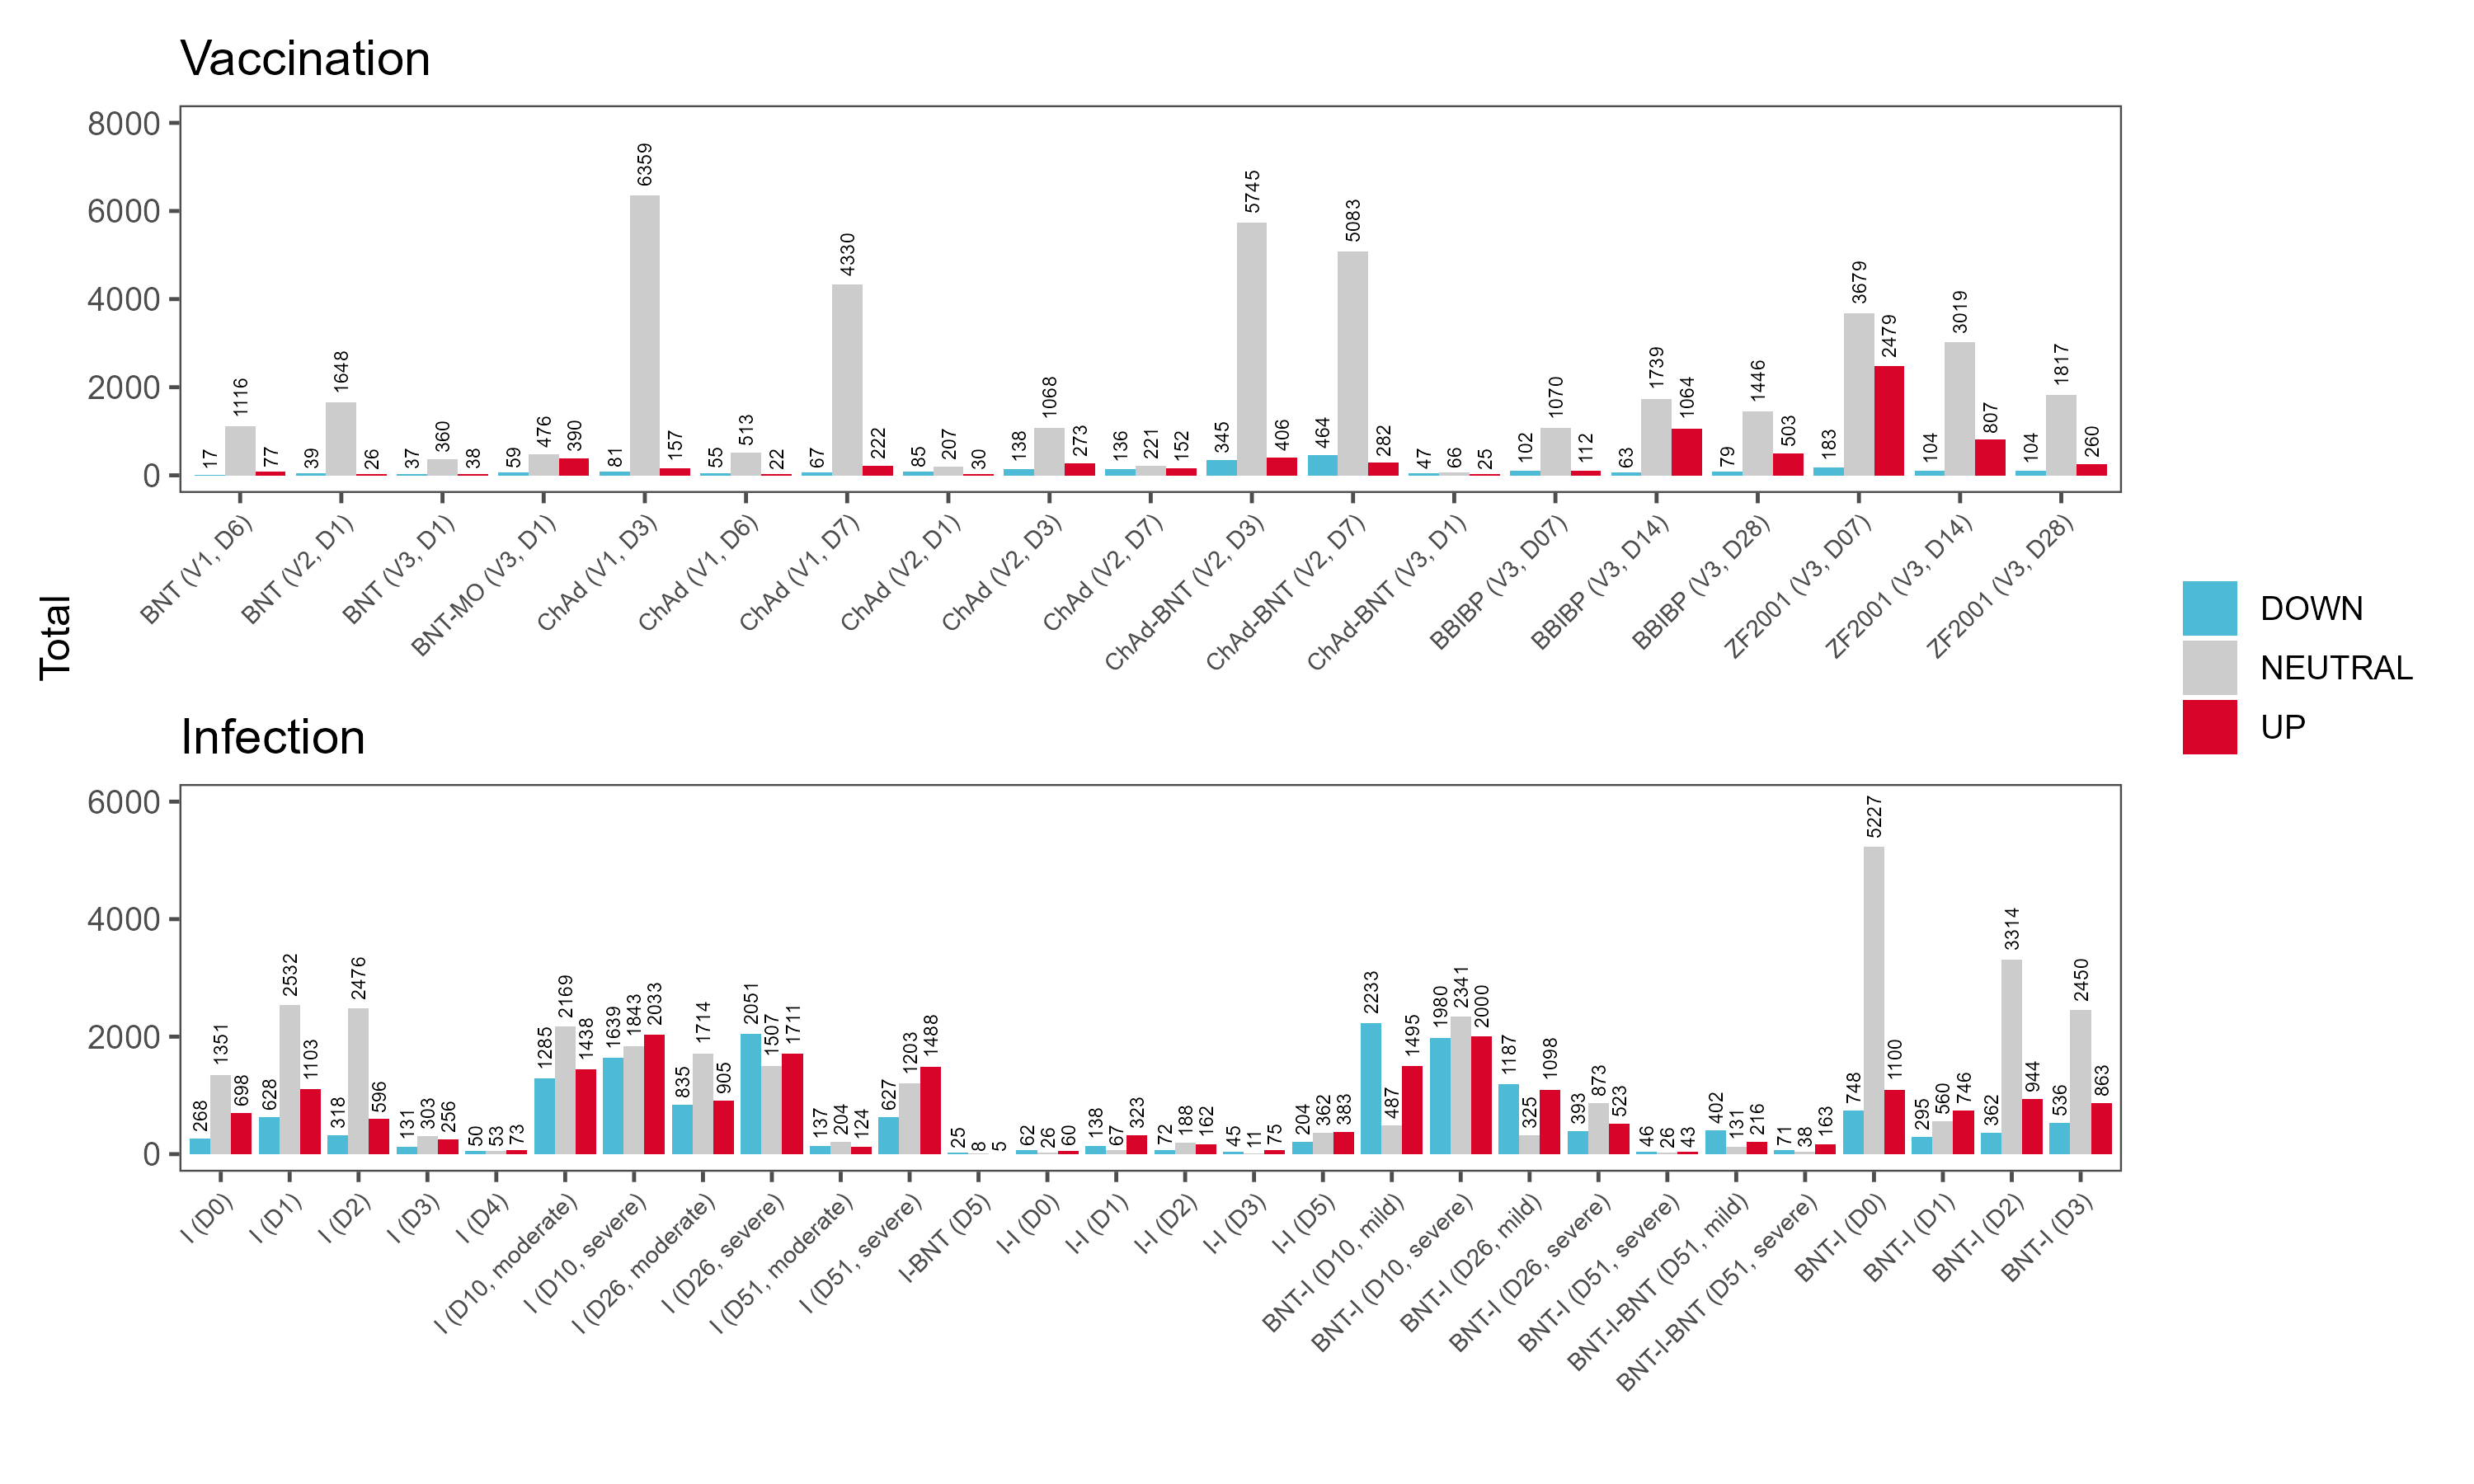 Vaccination
Total
8000
6000
4000
2000
0
17 1116 77
39 1648 26
37 360 38
59 476 390
81 6359 157
55 513 22
67 4330 222
85 207 30
138 1068 273
136 221 152
345 5745 406
464 5083 282
47 66 25
102 1070 112
63 1739 1064
79 1446 503
183 3679 2479
104 3019 807
104 1817 260
BNT (V1, D6)
BNT (V2, D1)
BNT (V3, D1)
BNT-MO (V3, D1)
ChAd (V1, D3)
ChAd (V1, D6)
ChAd (V1, D7)
ChAd (V2, D1)
ChAd (V2, D3)
ChAd (V2, D7)
ChAd-BNT (V2, D3)
ChAd-BNT (V2, D7)
ChAd-BNT (V3, D1)
BBIBP (V3, D07)
BBIBP (V3, D14)
BBIBP (V3, D28)
ZF2001 (V3, D07)
ZF2001 (V3, D14)
ZF2001 (V3, D28)
DOWN
NEUTRAL
UP
Infection
6000
4000
2000
0
268 1351 698
628 2532 1103
318 2476 596
131 303 256
50 53 73
1285 2169 1438
1639 1843 2033
835 1714 905
2051 1507 1711
137 204 124
627 1203 1488
25 8 5
62 26 60
138 67 323
72 188 162
45 11 75
204 362 383
2233 487 1495
1980 2341 2000
1187 325 1098
393 873 523
46 26 43
402 131 216
71 38 163
748 5227 1100
295 560 746
362 3314 944
536 2450 863
I (D0)
I (D1)
I (D2)
I (D3)
I (D4)
I (D10, moderate)
I (D10, severe)
I (D26, moderate)
I (D26, severe)
I (D51, moderate)
I (D51, severe)
I-BNT (D5)
I-I (D0)
I-I (D1)
I-I (D2)
I-I (D3)
I-I (D5)
BNT-I (D10, mild)
BNT-I (D10, severe)
BNT-I (D26, mild)
BNT-I (D26, severe)
BNT-I (D51, severe)
BNT-I-BNT (D51, mild)
BNT-I-BNT (D51, severe)
BNT-I (D0)
BNT-I (D1)
BNT-I (D2)
BNT-I (D3)